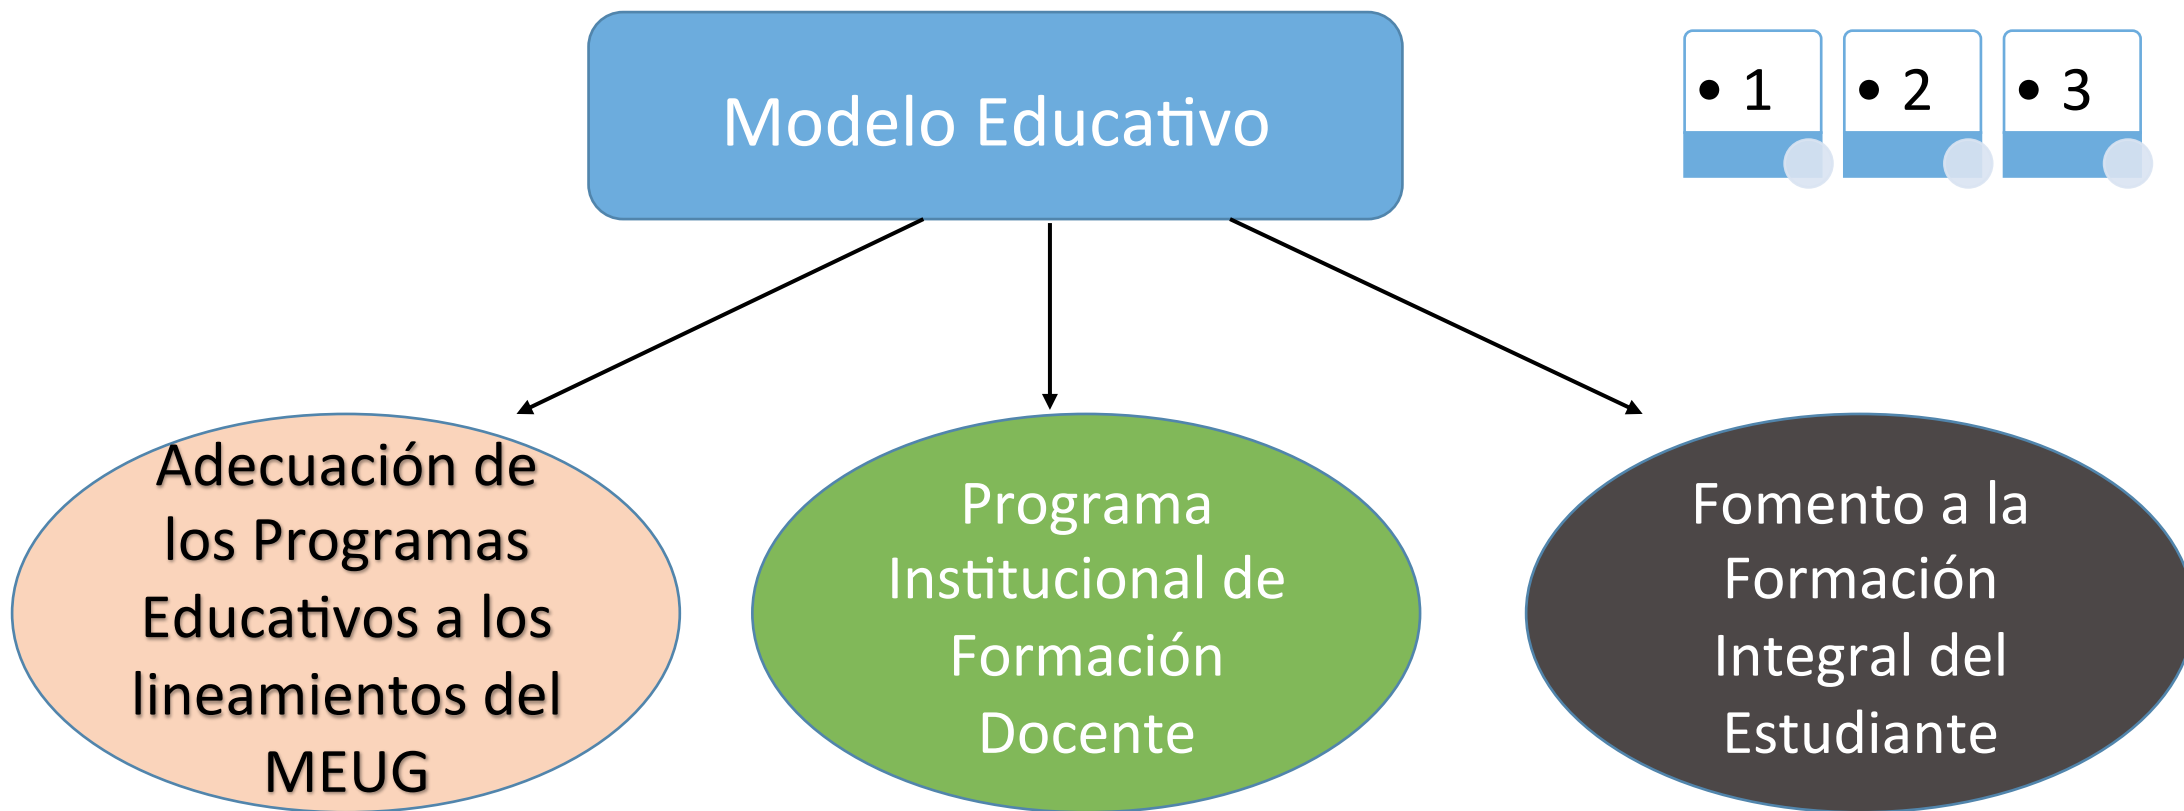 Modelo Educativo
• 1
• 2
• 3
Adecuación de
los Programas
Educativos a los
lineamientos del
MEUG
Programa
Institucional de
Formación
Docente
Fomento a la
Formación
Integral del
Estudiante